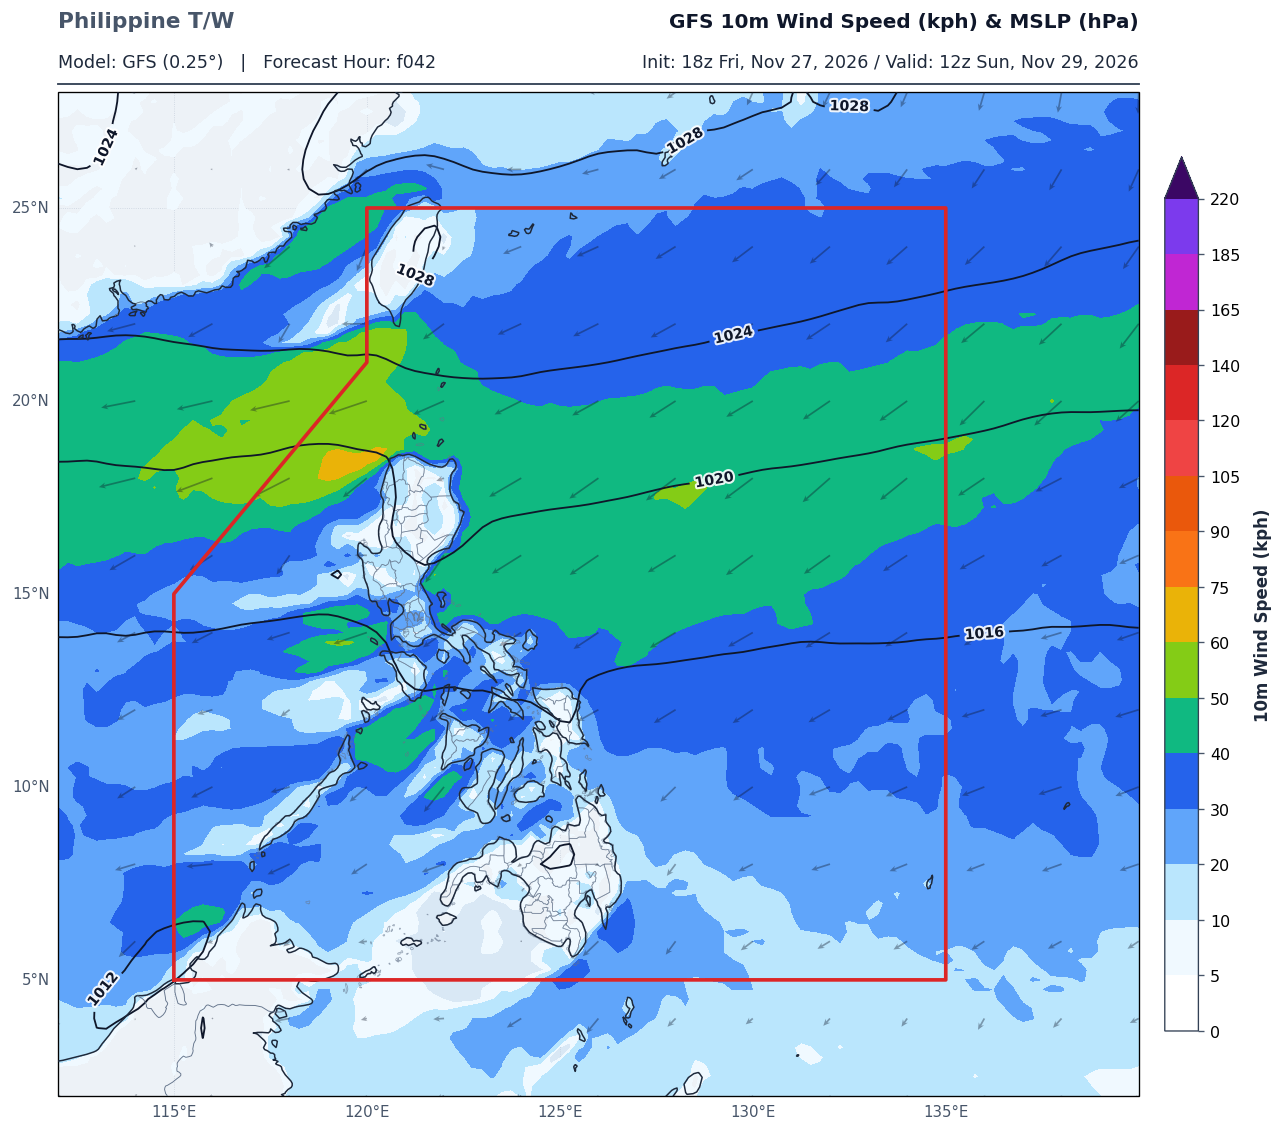 Philippine T/W
GFS 10m Wind Speed (kph) & MSLP (hPa)
Model: GFS (0.25°) | Forecast Hour: f042
Init: 18z Fri, Nov 27, 2026 / Valid: 12z Sun, Nov 29, 2026
1024
1028
1028
1028
1024
1020
1016
1012
25°N
20°N
15°N
10°N
5°N
115°E
120°E
125°E
130°E
135°E
220
185
165
140
120
105
90
75
60
50
40
30
20
10
5
0
10m Wind Speed (kph)